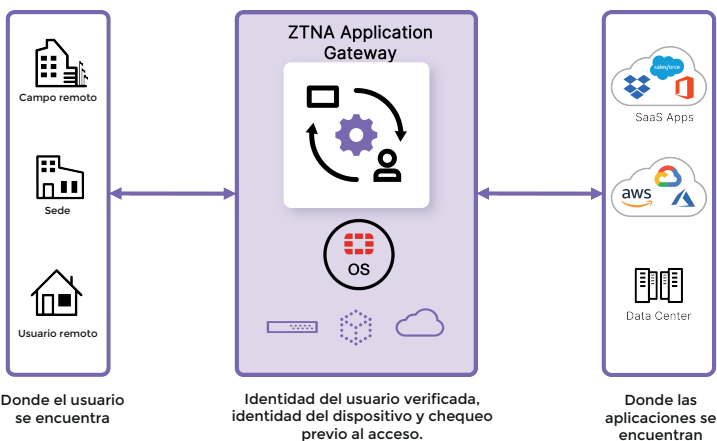 Campo remoto
Sede
Usuario remoto
Donde el usuario
se encuentra
ZTNA Application
Gateway
OS
Identidad del usuario verificada,
identidad del dispositivo y chequeo
previo al acceso.
salesforce
SaaS Apps
aws
Data Center
Donde las
aplicaciones se
encuentran